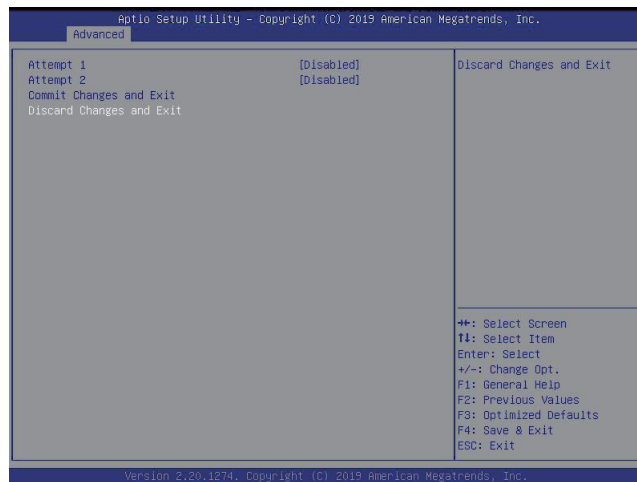 Aptio Setup Utility – Copyright (C) 2019 American Megatrends, Inc.
Advanced
Attempt 1 [Disabled]
Attempt 2 [Disabled]
Commit Changes and Exit
Discard Changes and Exit
Discard Changes and Exit
→←: Select Screen
↑↓: Select Item
Enter: Select
+/-: Change Opt.
F1: General Help
F2: Previous Values
F3: Optimized Defaults
F4: Save & Exit
ESC: Exit
Version 2.20.1274. Copyright (C) 2019 American Megatrends, Inc.